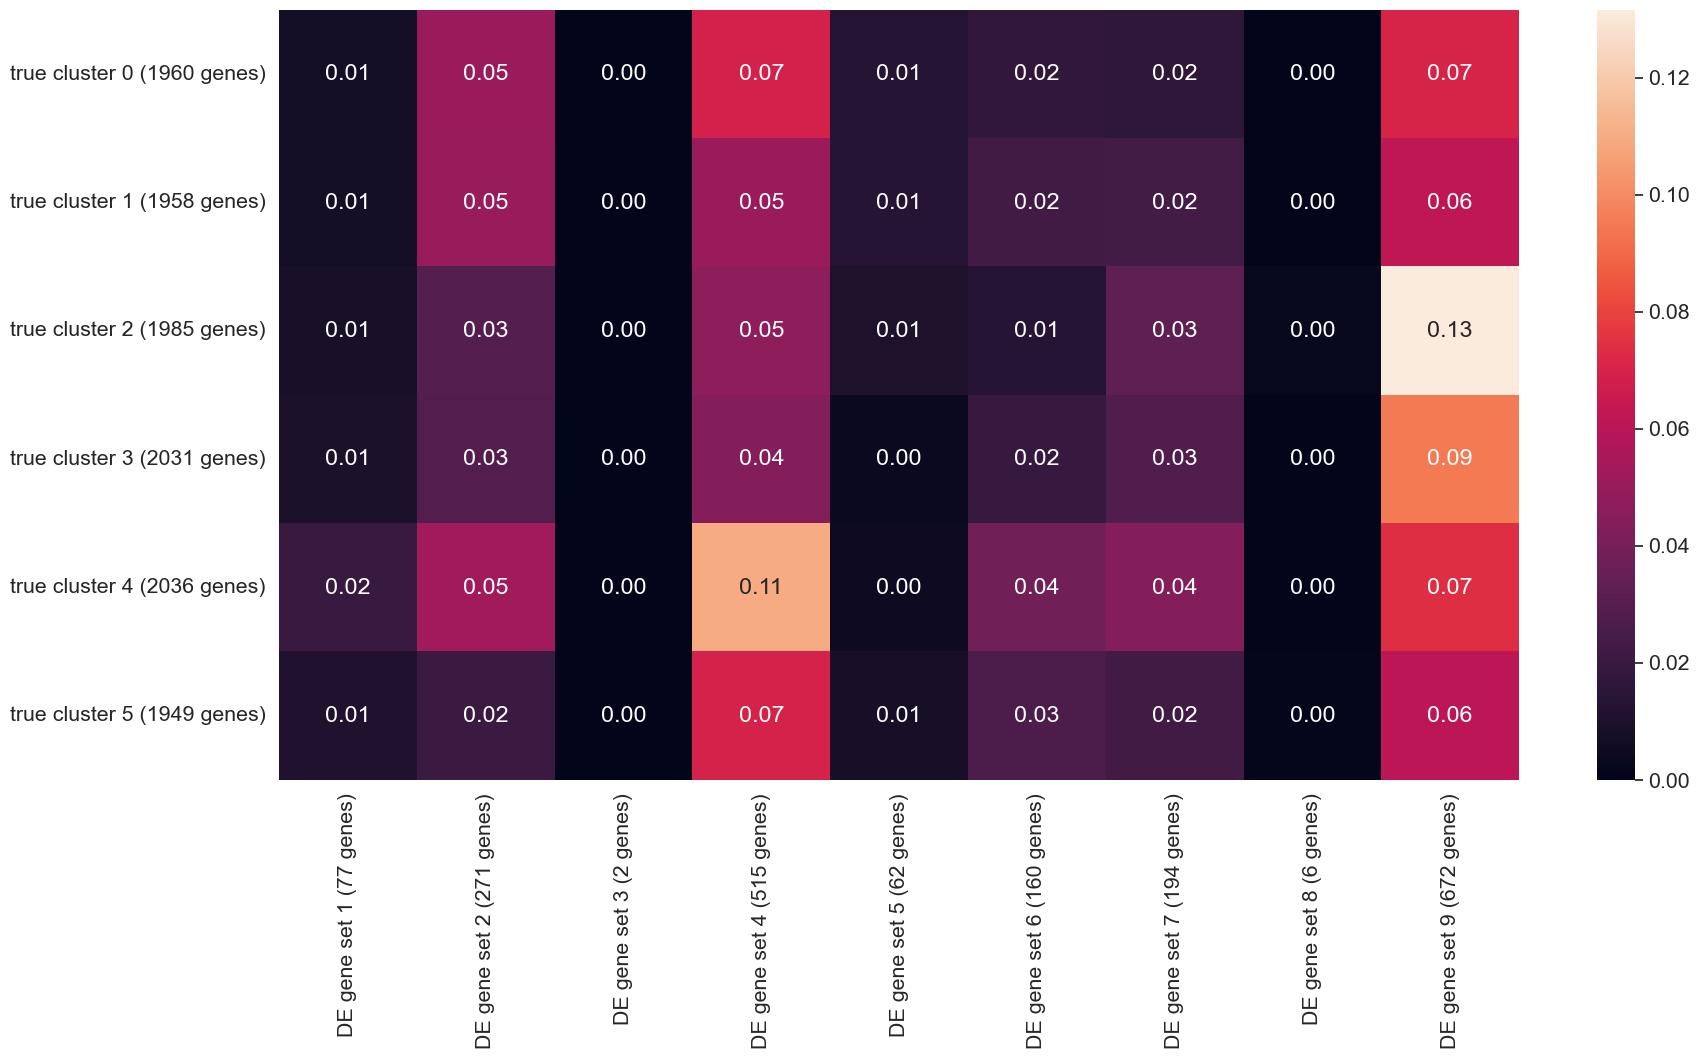 true cluster 0 (1960 genes) 0.01 0.05 0.00 0.07 0.01 0.02 0.02 0.00 0.07
true cluster 1 (1958 genes) 0.01 0.05 0.00 0.05 0.01 0.02 0.02 0.00 0.06
true cluster 2 (1985 genes) 0.01 0.03 0.00 0.05 0.01 0.01 0.03 0.00 0.13
true cluster 3 (2031 genes) 0.01 0.03 0.00 0.04 0.00 0.02 0.03 0.00 0.09
true cluster 4 (2036 genes) 0.02 0.05 0.00 0.11 0.00 0.04 0.04 0.00 0.07
true cluster 5 (1949 genes) 0.01 0.02 0.00 0.07 0.01 0.03 0.02 0.00 0.06
DE gene set 1 (77 genes)
DE gene set 2 (271 genes)
DE gene set 3 (2 genes)
DE gene set 4 (515 genes)
DE gene set 5 (62 genes)
DE gene set 6 (160 genes)
DE gene set 7 (194 genes)
DE gene set 8 (6 genes)
DE gene set 9 (672 genes)
0.12
0.10
0.08
0.06
0.04
0.02
0.00